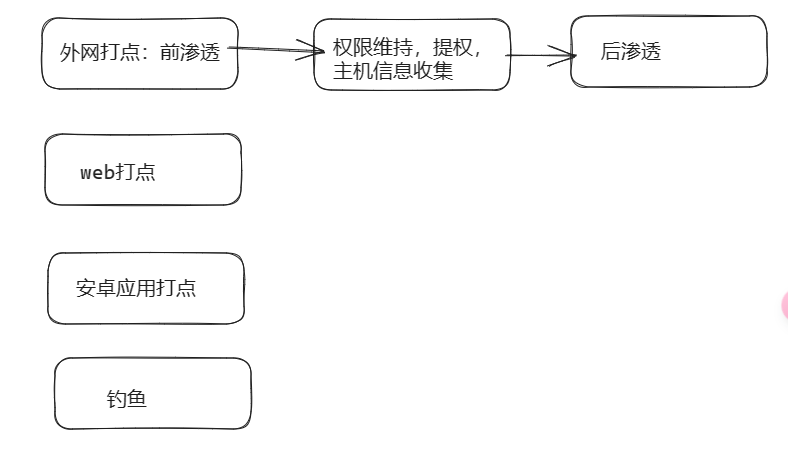 外网打点：前渗透
权限维持，提权，
主机信息收集
后渗透
web打点
安卓应用打点
钓鱼